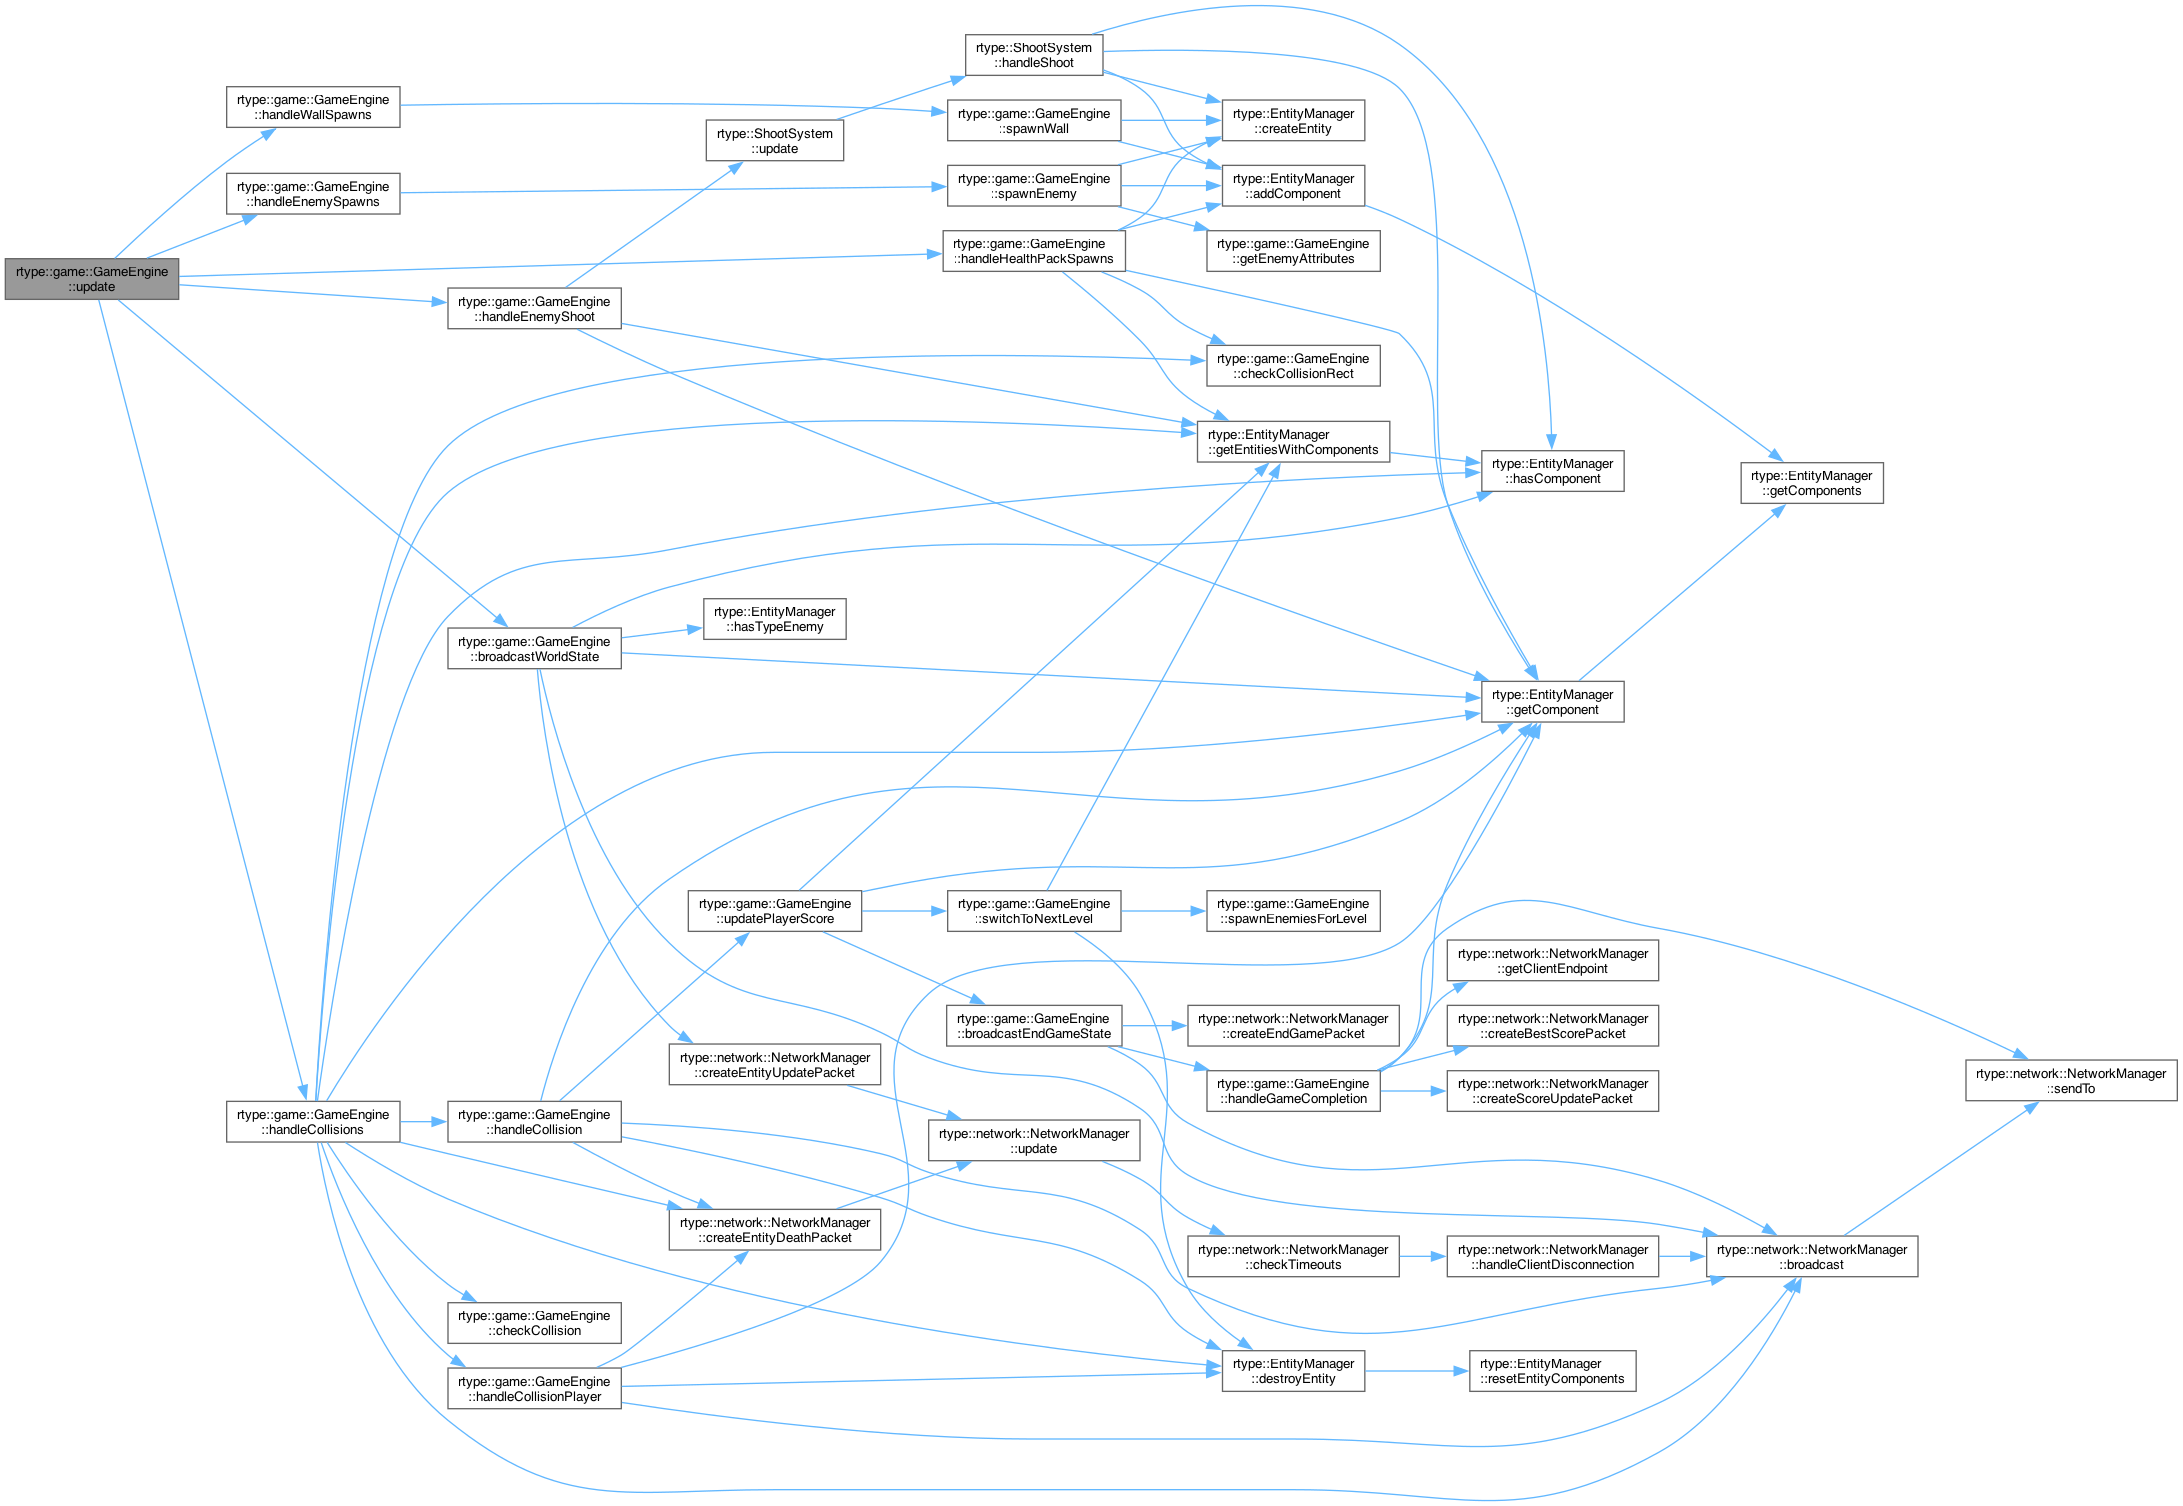 rtype::game::GameEngine
::update
rtype::game::GameEngine
::handleWallSpawns
rtype::game::GameEngine
::handleEnemySpawns
rtype::game::GameEngine
::handleCollisions
rtype::game::GameEngine
::handleEnemyShoot
rtype::game::GameEngine
::broadcastWorldState
rtype::game::GameEngine
::handleCollision
rtype::game::GameEngine
::checkCollision
rtype::game::GameEngine
::handleCollisionPlayer
rtype::ShootSystem
::update
rtype::EntityManager
::hasTypeEnemy
rtype::game::GameEngine
::updatePlayerScore
rtype::network::NetworkManager
::createEntityUpdatePacket
rtype::network::NetworkManager
::createEntityDeathPacket
rtype::ShootSystem
::handleShoot
rtype::game::GameEngine
::spawnWall
rtype::game::GameEngine
::spawnEnemy
rtype::game::GameEngine
::handleHealthPackSpawns
rtype::game::GameEngine
::switchToNextLevel
rtype::game::GameEngine
::broadcastEndGameState
rtype::network::NetworkManager
::update
rtype::EntityManager
::createEntity
rtype::EntityManager
::addComponent
rtype::game::GameEngine
::getEnemyAttributes
rtype::game::GameEngine
::checkCollisionRect
rtype::EntityManager
::getEntitiesWithComponents
rtype::game::GameEngine
::spawnEnemiesForLevel
rtype::network::NetworkManager
::createEndGamePacket
rtype::game::GameEngine
::handleGameCompletion
rtype::network::NetworkManager
::checkTimeouts
rtype::EntityManager
::destroyEntity
rtype::EntityManager
::hasComponent
rtype::EntityManager
::getComponent
rtype::network::NetworkManager
::getClientEndpoint
rtype::network::NetworkManager
::createBestScorePacket
rtype::network::NetworkManager
::createScoreUpdatePacket
rtype::network::NetworkManager
::handleClientDisconnection
rtype::EntityManager
::resetEntityComponents
rtype::EntityManager
::getComponents
rtype::network::NetworkManager
::broadcast
rtype::network::NetworkManager
::sendTo